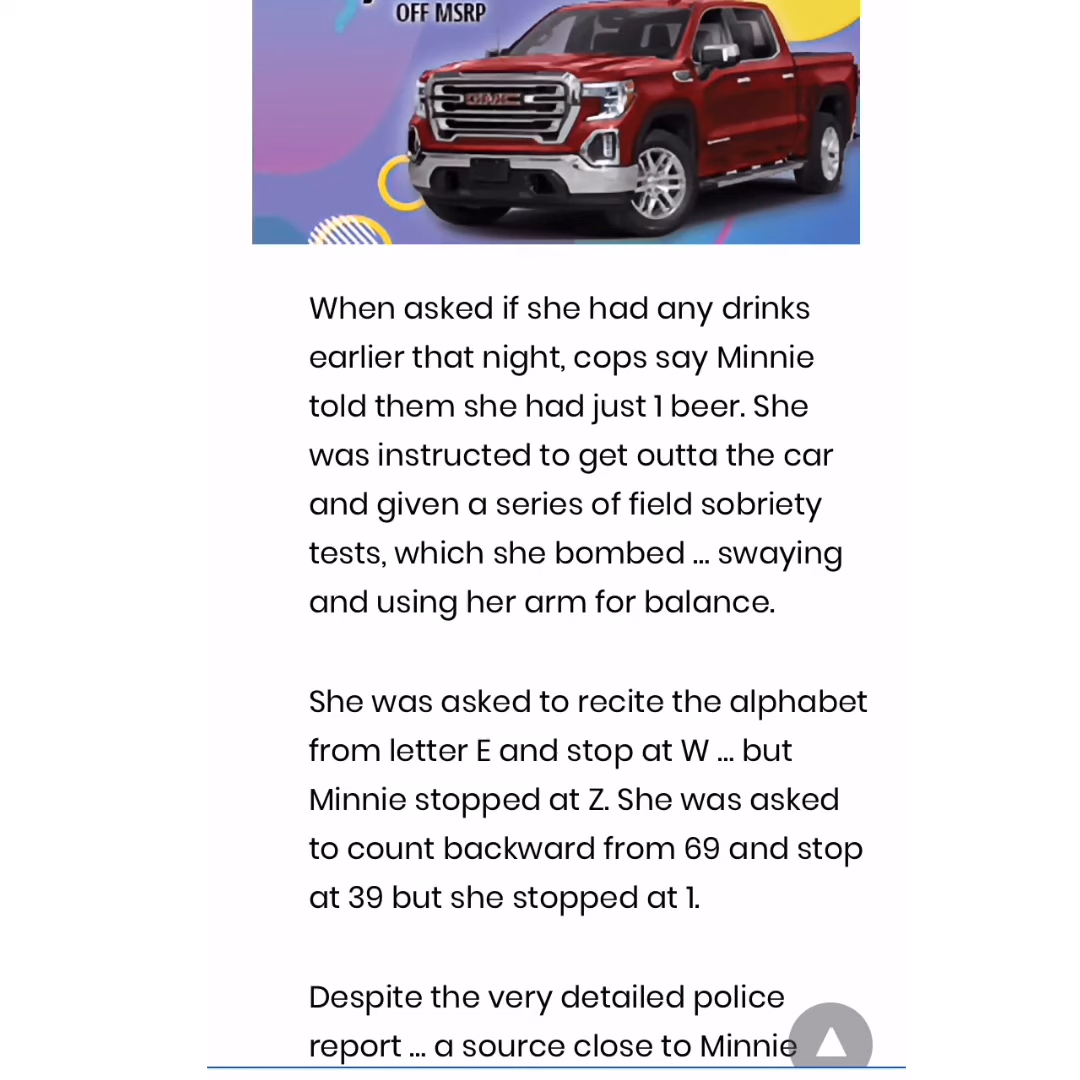 OFF MSRP
GMC
When asked if she had any drinks
earlier that night, cops say Minnie
told them she had just 1 beer. She
was instructed to get outta the car
and given a series of field sobriety
tests, which she bombed ... swaying
and using her arm for balance.
She was asked to recite the alphabet
from letter E and stop at W ... but
Minnie stopped at Z. She was asked
to count backward from 69 and stop
at 39 but she stopped at 1.
Despite the very detailed police
report ... a source close to Minnie